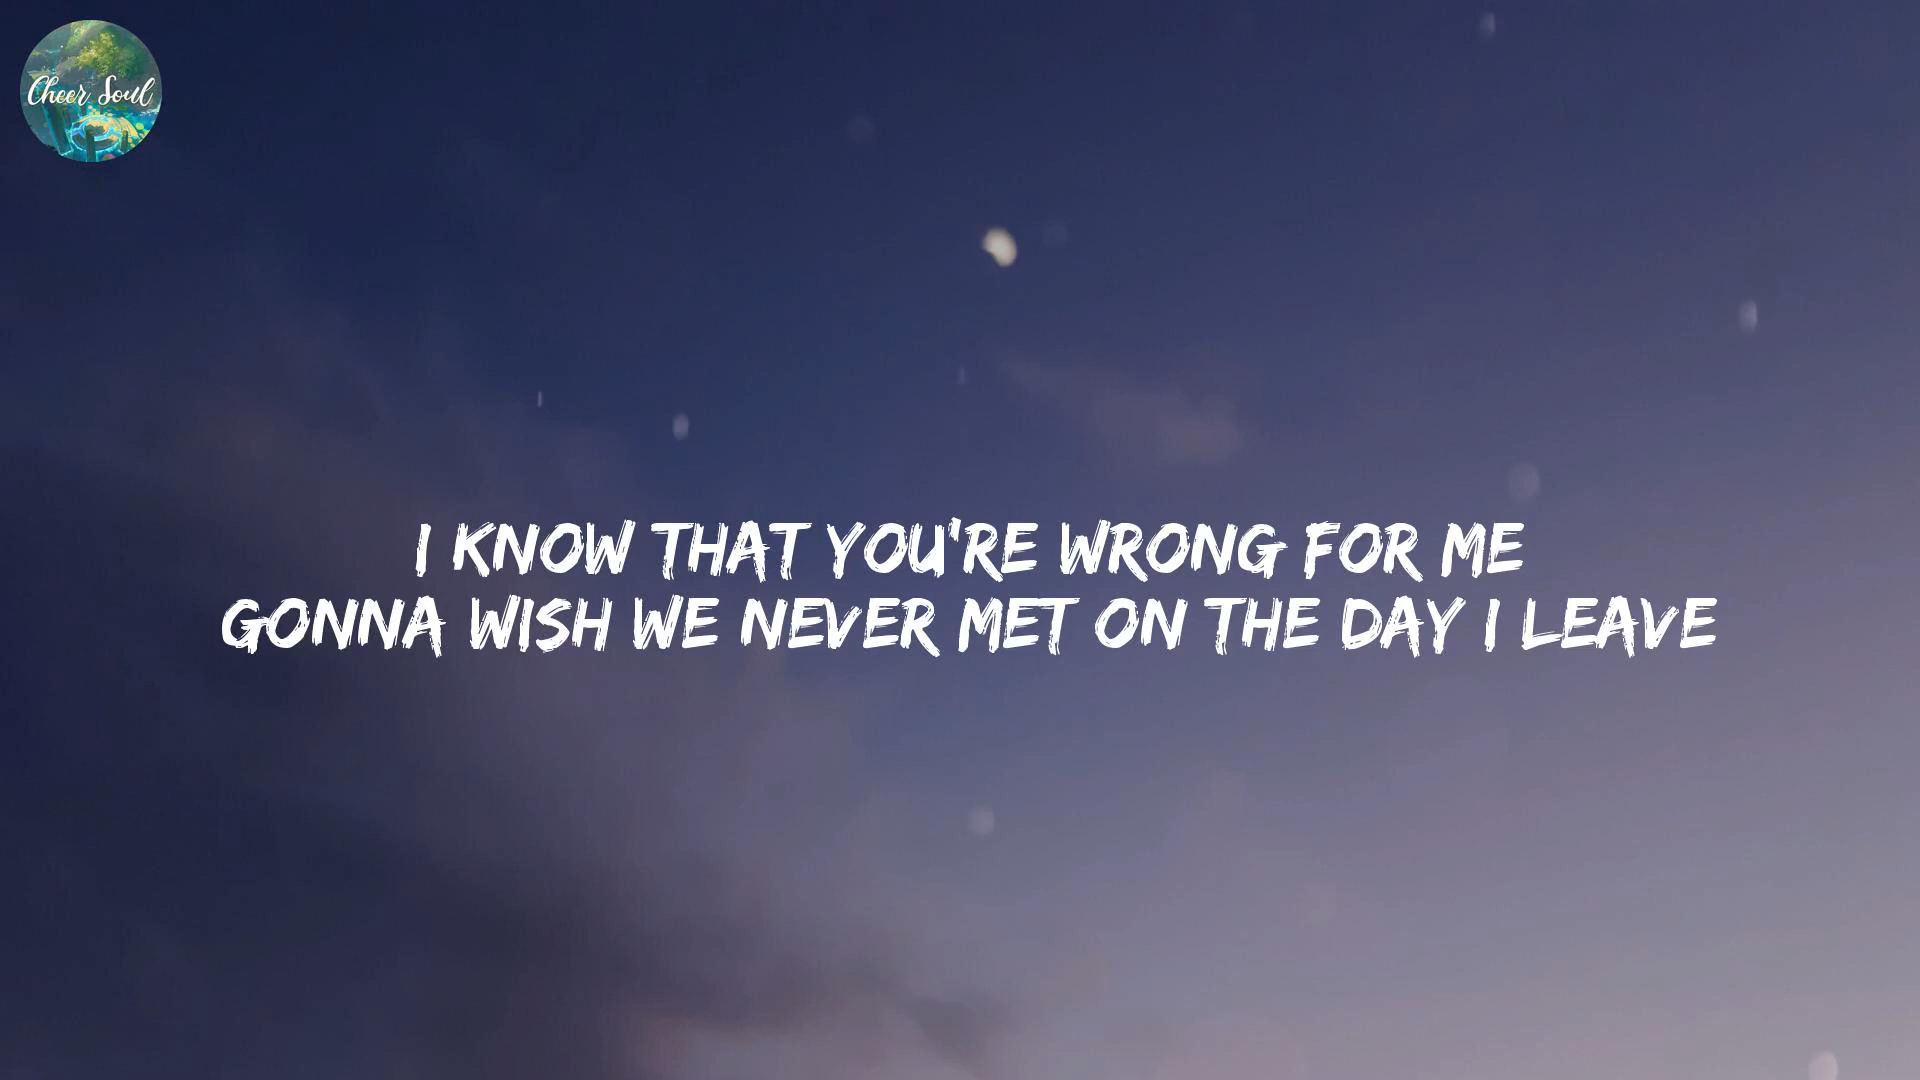 Cheer Soul
I KNOW THAT YOU'RE WRONG FOR ME
GONNA WISH WE NEVER MET ON THE DAY I LEAVE